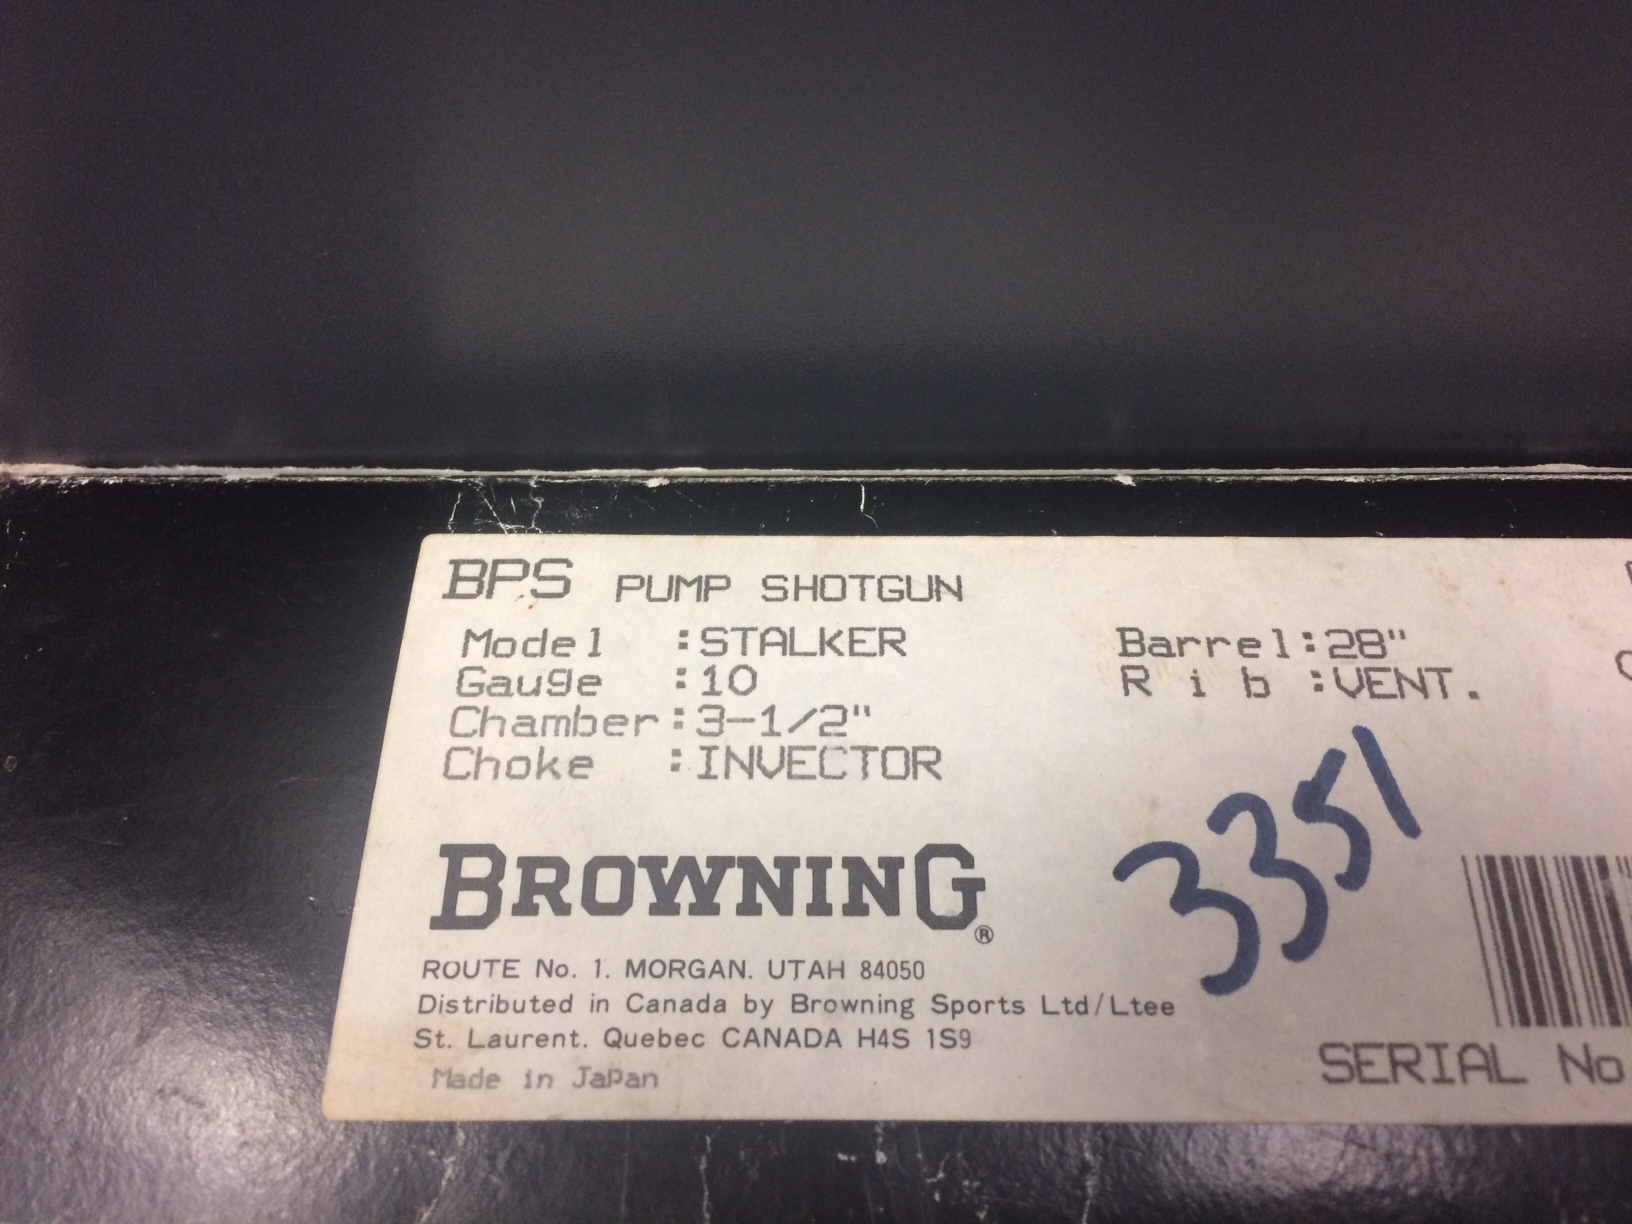 BPS PUMP SHOTGUN
Model :STALKER
Gauge :10
Chamber:3-1/2"
Choke :INVECTOR
Barrel:28"
Rib :VENT.
3351
BROWNING®
ROUTE No. 1. MORGAN. UTAH 84050
Distributed in Canada by Browning Sports Ltd/Ltee
St. Laurent. Quebec CANADA H4S 1S9
Made in Japan
SERIAL No